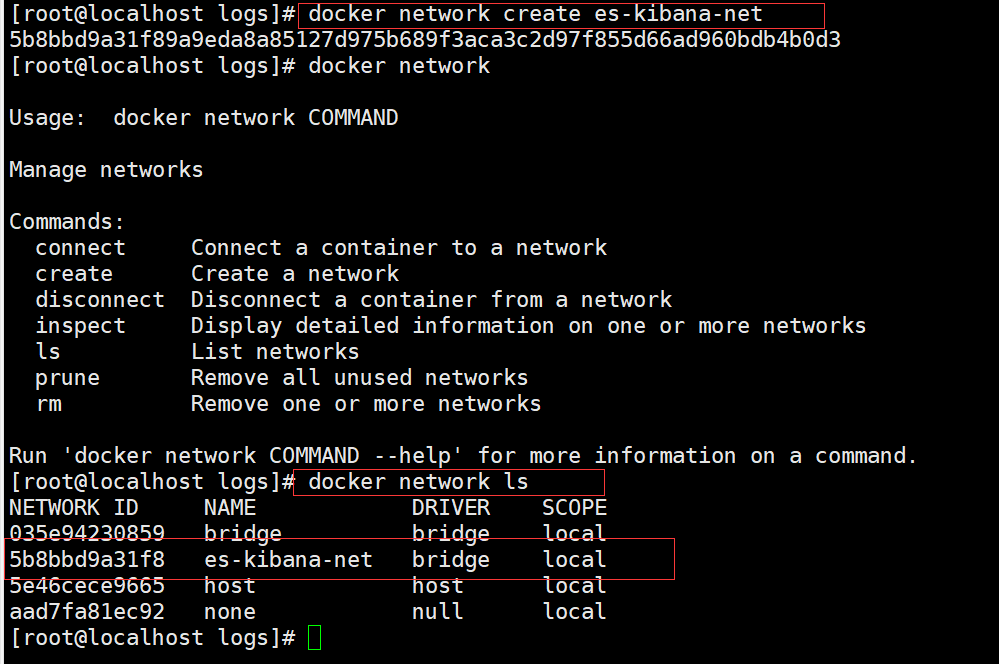 [root@localhost logs]# docker network create es-kibana-net
5b8bbd9a31f89a9eda8a85127d975b689f3aca3c2d97f855d66ad960bdb4b0d3
[root@localhost logs]# docker network
Usage:  docker network COMMAND
Manage networks
Commands:
  connect     Connect a container to a network
  create      Create a network
  disconnect  Disconnect a container from a network
  inspect     Display detailed information on one or more networks
  ls          List networks
  prune       Remove all unused networks
  rm          Remove one or more networks
Run 'docker network COMMAND --help' for more information on a command.
[root@localhost logs]# docker network ls
NETWORK ID     NAME            DRIVER    SCOPE
035e94230859   bridge          bridge    local
5b8bbd9a31f8   es-kibana-net   bridge    local
5e46cece9665   host            host      local
aad7fa81ec92   none            null      local
[root@localhost logs]#